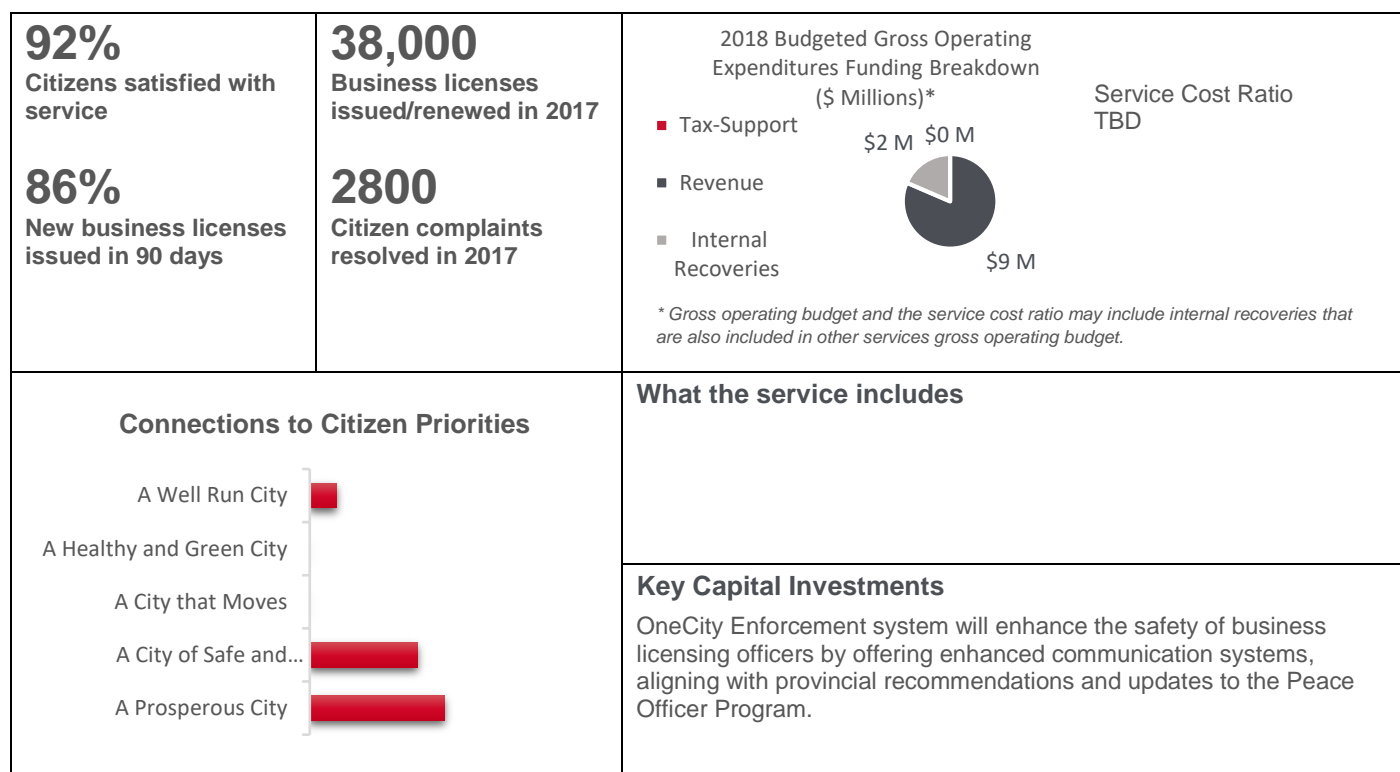 92%
Citizens satisfied with
service
86%
New business licenses
issued in 90 days
38,000
Business licenses
issued/renewed in 2017
2800
Citizen complaints
resolved in 2017
2018 Budgeted Gross Operating
Expenditures Funding Breakdown
($ Millions)*
Tax-Support
Revenue
Internal
Recoveries
$2 M
$0 M
$9 M
Service Cost Ratio
TBD
* Gross operating budget and the service cost ratio may include internal recoveries that
are also included in other services gross operating budget.
Connections to Citizen Priorities
A Well Run City
A Healthy and Green City
A City that Moves
A City of Safe and...
A Prosperous City
What the service includes
Key Capital Investments
OneCity Enforcement system will enhance the safety of business
licensing officers by offering enhanced communication systems,
aligning with provincial recommendations and updates to the Peace
Officer Program.